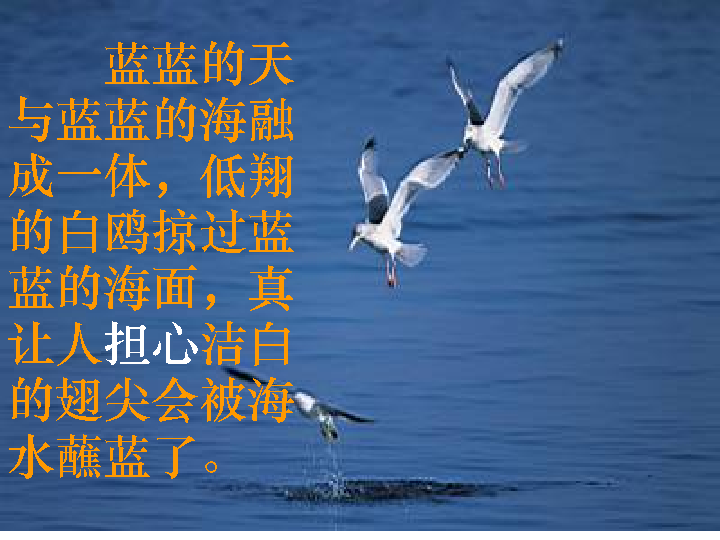 蓝蓝的天
与蓝蓝的海融
成一体，低翔
的白鸥掠过蓝
蓝的海面，真
让人担心洁白
的翅尖会被海
水蘸蓝了。